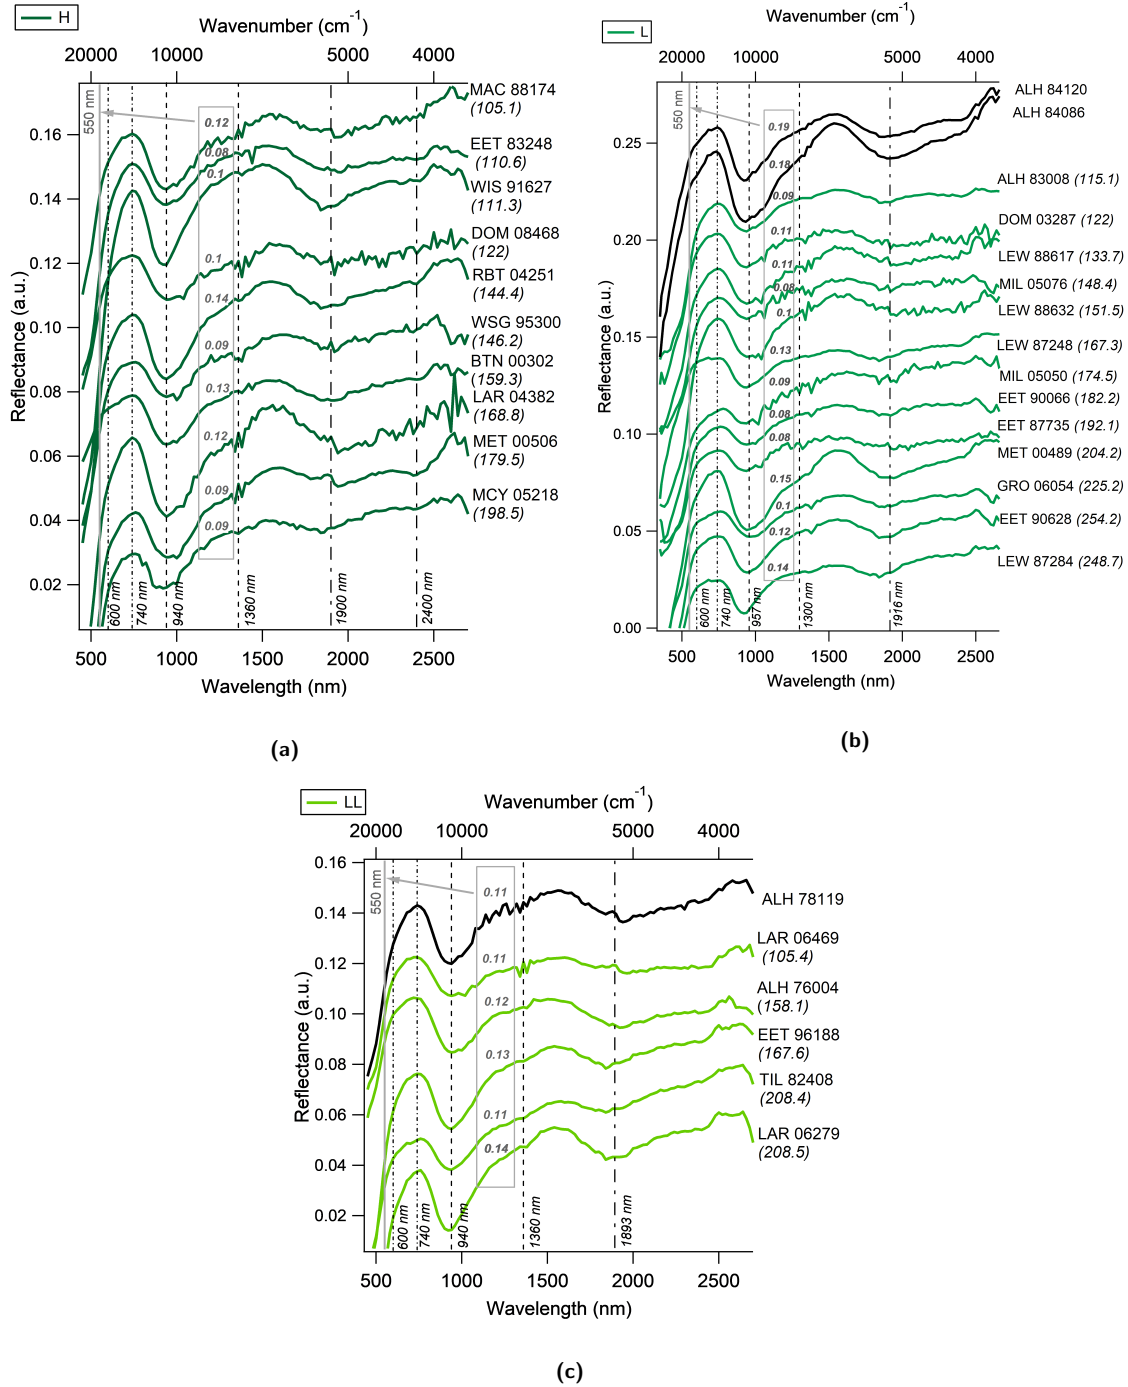 H
Wavenumber (cm-1)
20000 10000 5000 4000
550 nm
Reflectance (a.u.)
0.16
0.14
0.12
0.10
0.08
0.06
0.04
0.02
0.12
0.08
0.1
0.1
0.14
0.09
0.13
0.12
0.09
0.09
MAC 88174
(105.1)
EET 83248
(110.6)
WIS 91627
(111.3)
DOM 08468
(122)
RBT 04251
(144.4)
WSG 95300
(146.2)
BTN 00302
(159.3)
LAR 04382
(168.8)
MET 00506
(179.5)
MCY 05218
(198.5)
600 nm
740 nm
940 nm
1360 nm
1900 nm
2400 nm
500 1000 1500 2000 2500
Wavelength (nm)
(a)
L
Wavenumber (cm-1)
20000 10000 5000 4000
550 nm
Reflectance (a.u.)
0.25
0.20
0.15
0.10
0.05
0.00
0.19
0.18
0.09
0.11
0.11
0.08
0.1
0.13
0.09
0.08
0.08
0.15
0.1
0.12
0.14
ALH 84120
ALH 84086
ALH 83008 (115.1)
DOM 03287 (122)
LEW 88617 (133.7)
MIL 05076 (148.4)
LEW 88632 (151.5)
LEW 87248 (167.3)
MIL 05050 (174.5)
EET 90066 (182.2)
EET 87735 (192.1)
MET 00489 (204.2)
GRO 06054 (225.2)
EET 90628 (254.2)
LEW 87284 (248.7)
600 nm
740 nm
957 nm
1300 nm
1916 nm
500 1000 1500 2000 2500
Wavelength (nm)
(b)
LL
Wavenumber (cm-1)
20000 10000 5000 4000
550 nm
Reflectance (a.u.)
0.16
0.14
0.12
0.10
0.08
0.06
0.04
0.02
0.11
0.11
0.12
0.13
0.11
0.14
ALH 78119
LAR 06469
(105.4)
ALH 76004
(158.1)
EET 96188
(167.6)
TIL 82408
(208.4)
LAR 06279
(208.5)
600 nm
740 nm
940 nm
1360 nm
1893 nm
500 1000 1500 2000 2500
Wavelength (nm)
(c)